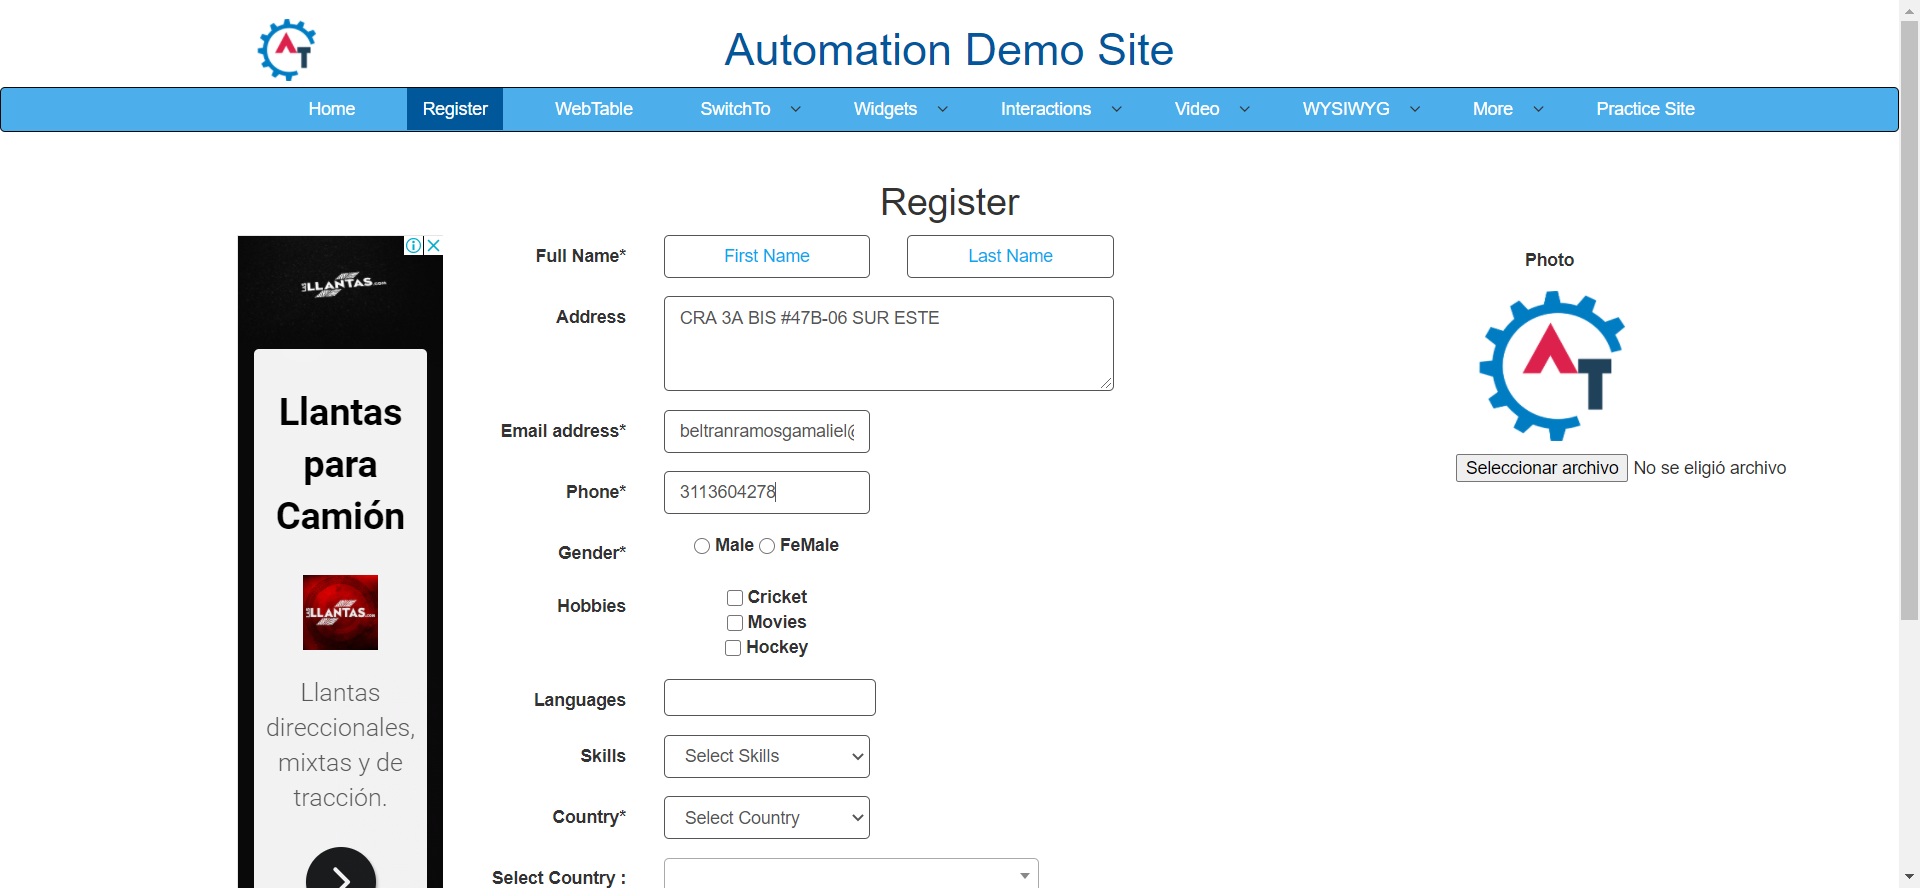 AT
Automation Demo Site
Home Register WebTable SwitchTo Widgets Interactions Video WYSIWYG More Practice Site
Register
LLANTAS.com
Llantas
para
Camión
LLANTAS.com
Llantas
direccionales,
mixtas y de
tracción.
Full Name* First Name Last Name
Address CRA 3A BIS #47B-06 SUR ESTE
Email address* beltranramosgamaliel@
Phone* 3113604278
Gender* Male FeMale
Hobbies Cricket
Movies
Hockey
Languages
Skills Select Skills
Country* Select Country
Select Country :
Photo
AT
Seleccionar archivo No se eligió archivo